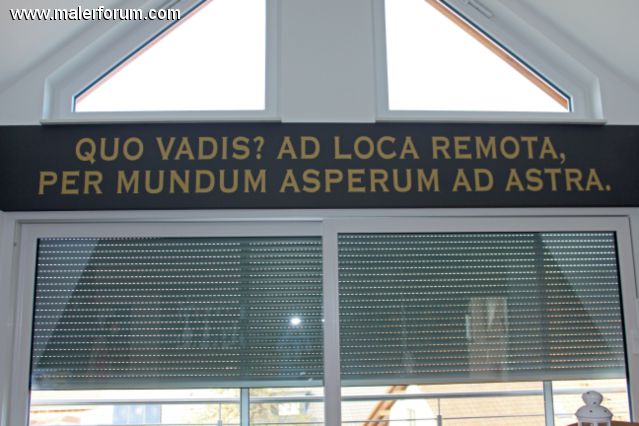 www.malerforum.com
QUO VADIS? AD LOCA REMOTA,
PER MUNDUM ASPERUM AD ASTRA.